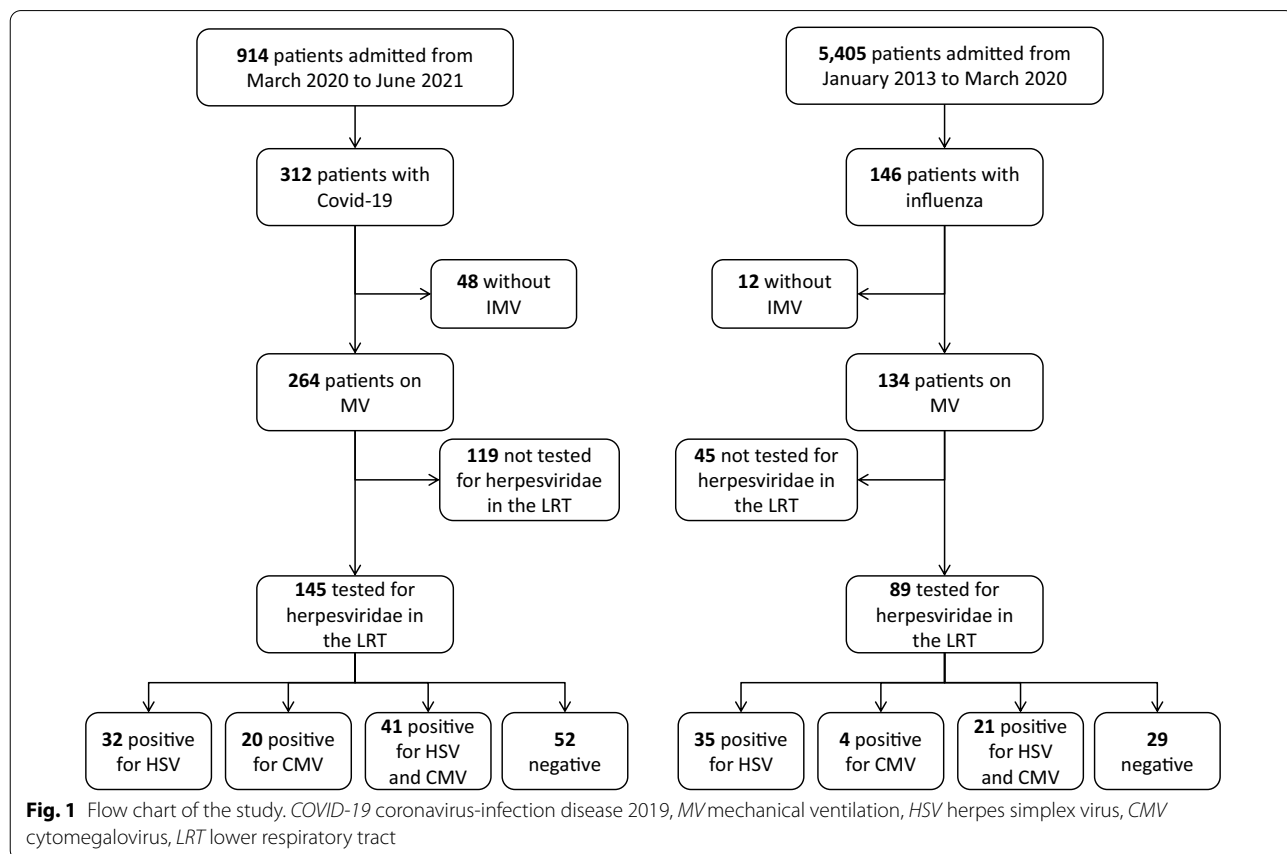 914 patients admitted from
March 2020 to June 2021
5,405 patients admitted from
January 2013 to March 2020
312 patients with
Covid-19
146 patients with
influenza
48 without
IMV
12 without
IMV
264 patients on
MV
134 patients on
MV
119 not tested
for herpesviridae
in the LRT
45 not tested for
herpesviridae in
the LRT
145 tested for
herpesviridae in
the LRT
89 tested for
herpesviridae in
the LRT
32 positive
for HSV
20 positive
for CMV
41 positive
for HSV
and CMV
52
negative
35 positive
for HSV
4 positive
for CMV
21 positive
for HSV
and CMV
29
negative
Fig. 1 Flow chart of the study. COVID-19 coronavirus-infection disease 2019, MV mechanical ventilation, HSV herpes simplex virus, CMV
cytomegalovirus, LRT lower respiratory tract